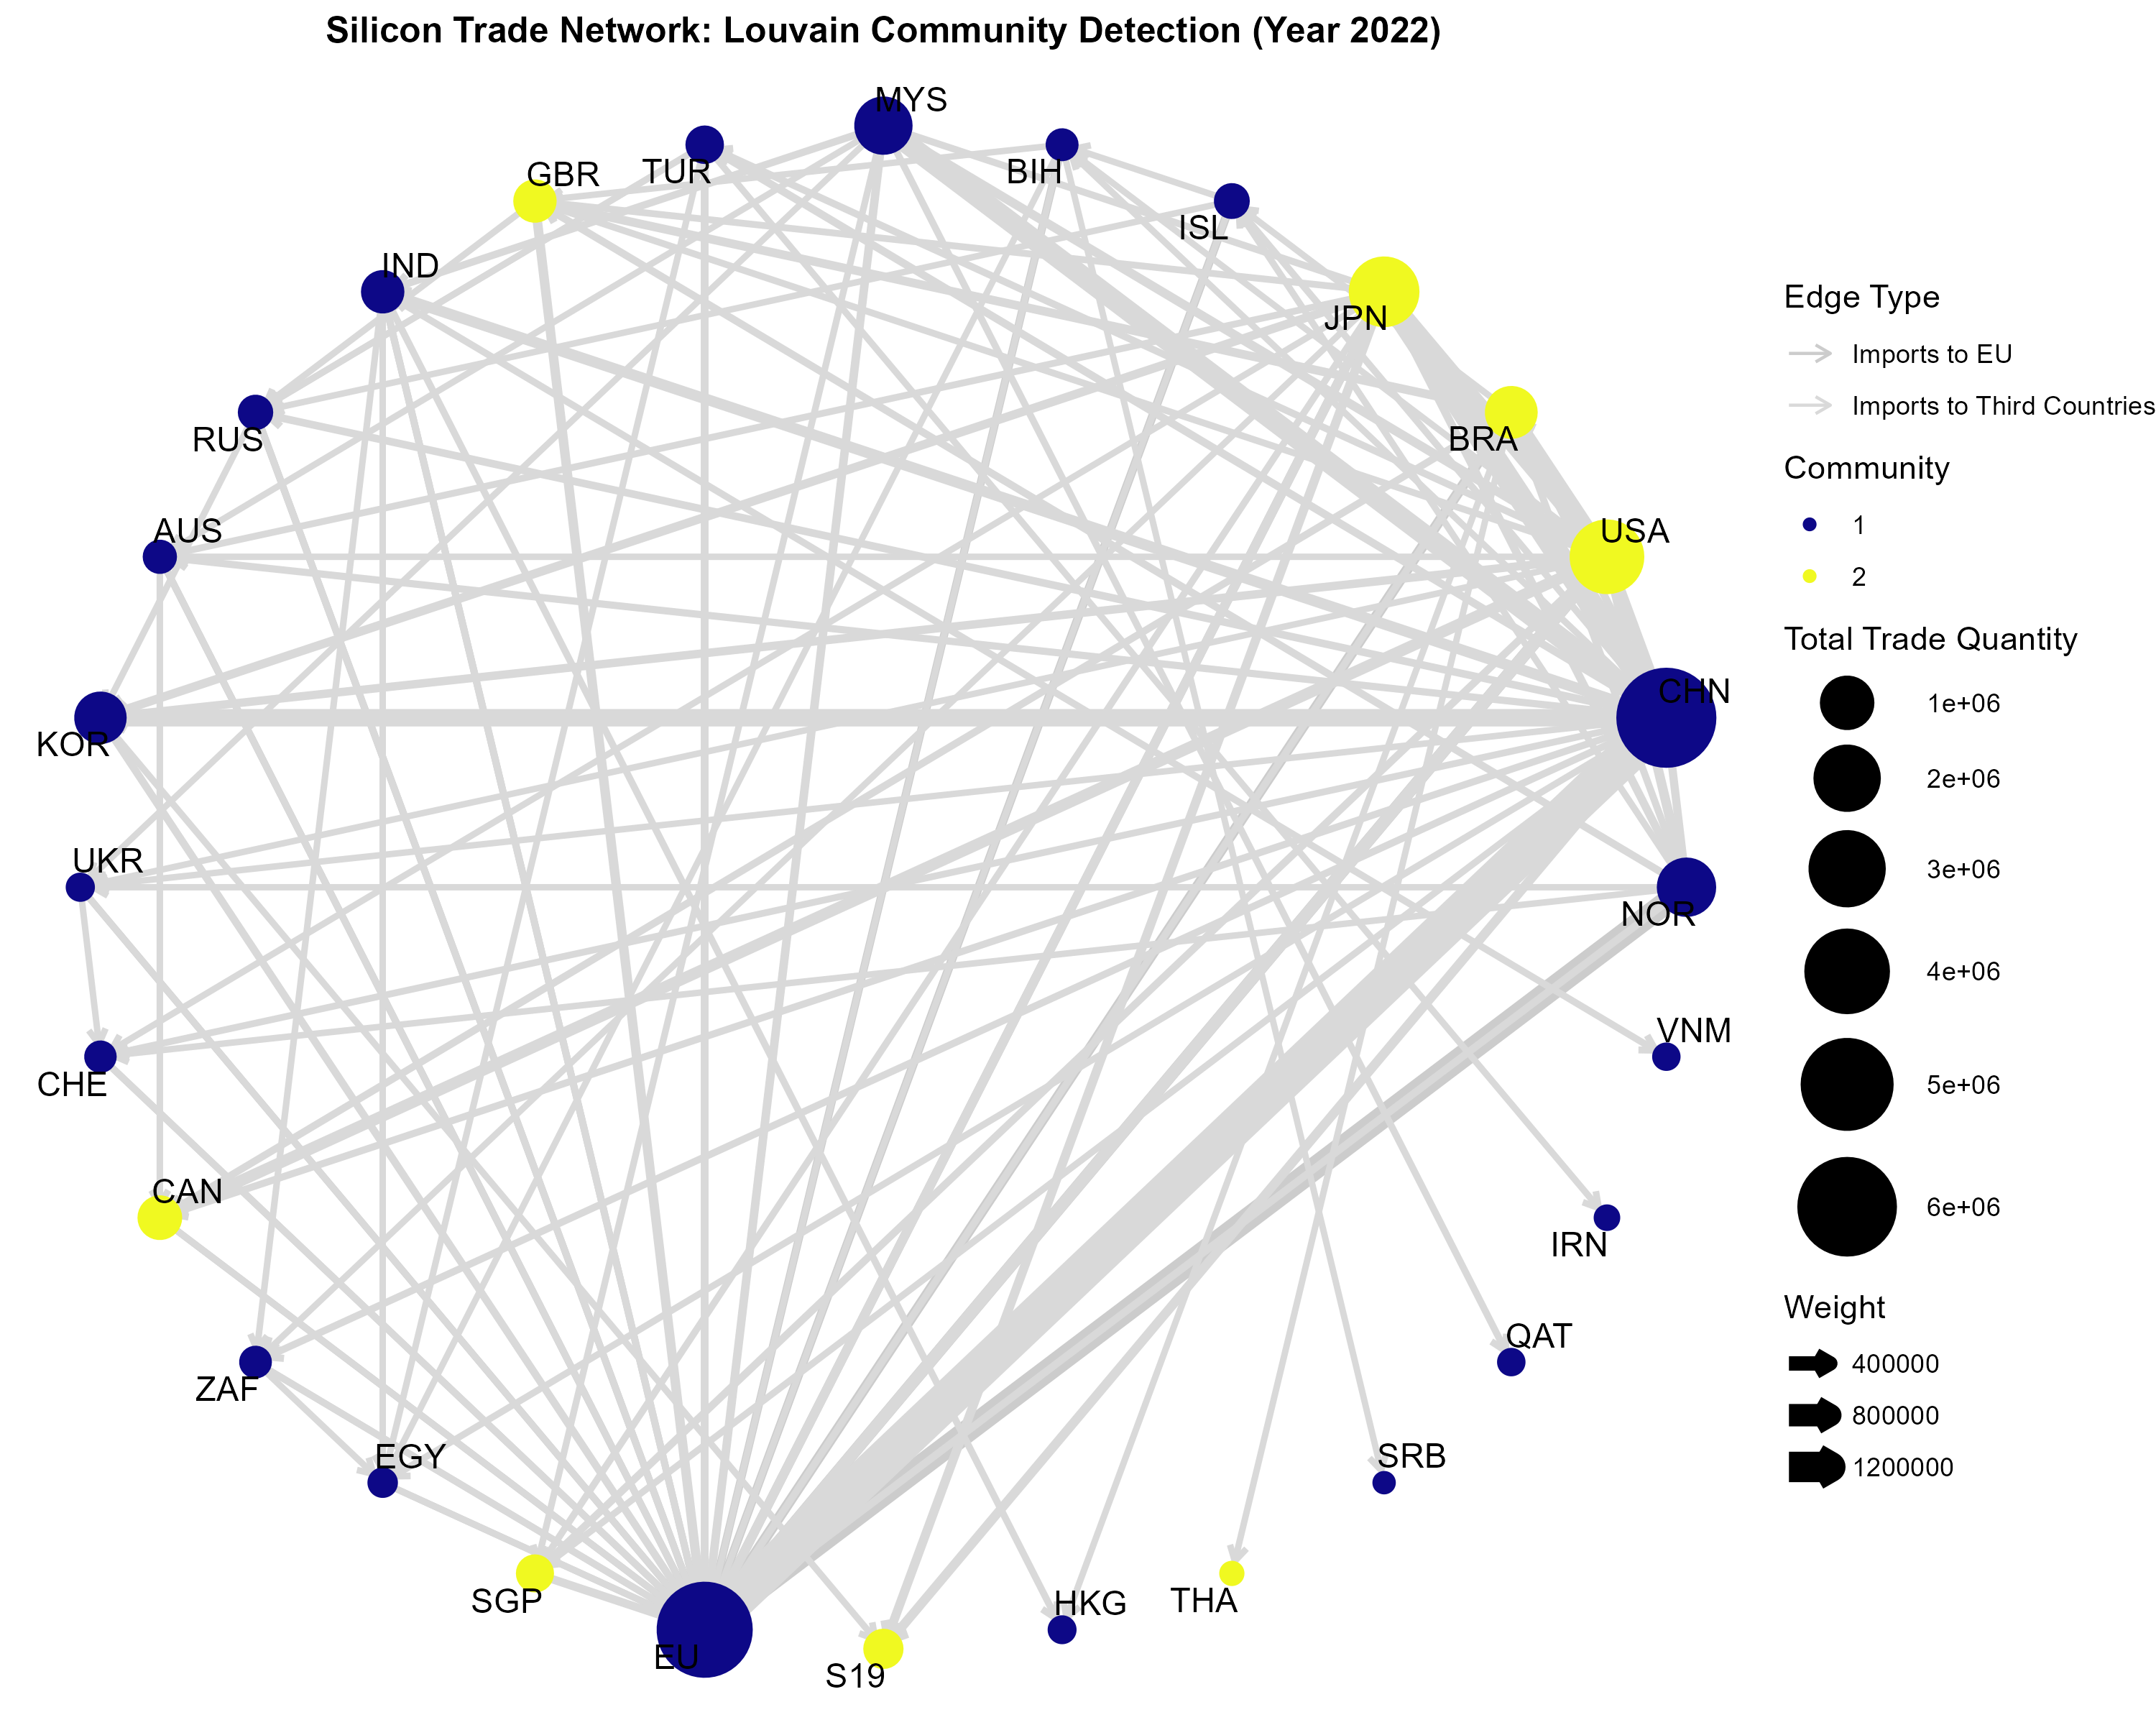 Silicon Trade Network: Louvain Community Detection (Year 2022)
MYS
TUR
BIH
GBR
ISL
IND
JPN
RUS
BRA
AUS
USA
KOR
CHN
UKR
NOR
CHE
VNM
CAN
IRN
ZAF
QAT
EGY
SRB
SGP
HKG
THA
EU
S19
Edge Type
Imports to EU
Imports to Third Countries
Community
1
2
Total Trade Quantity
1e+06
2e+06
3e+06
4e+06
5e+06
6e+06
Weight
400000
800000
1200000